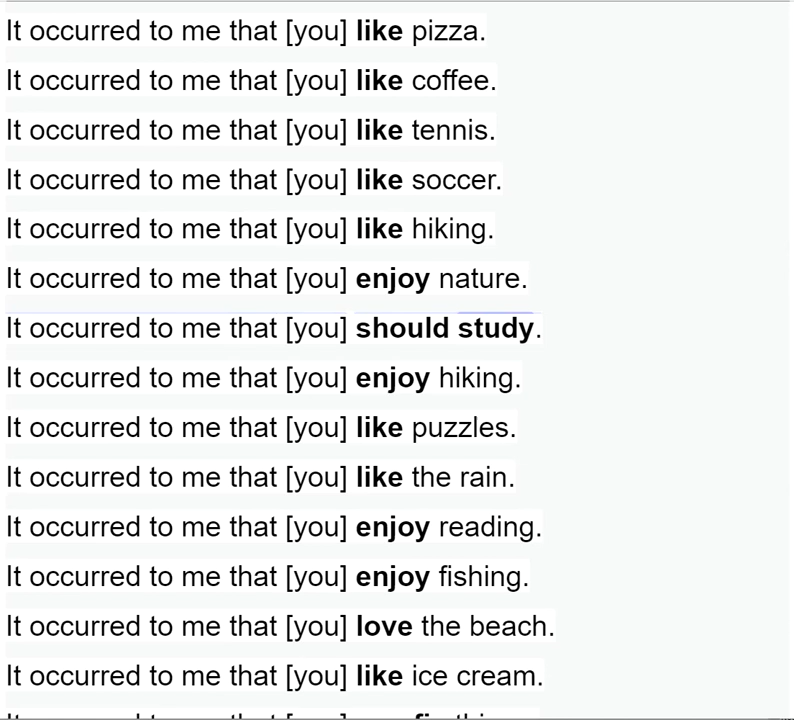 It occurred to me that [you] like pizza.
It occurred to me that [you] like coffee.
It occurred to me that [you] like tennis.
It occurred to me that [you] like soccer.
It occurred to me that [you] like hiking.
It occurred to me that [you] enjoy nature.
It occurred to me that [you] should study.
It occurred to me that [you] enjoy hiking.
It occurred to me that [you] like puzzles.
It occurred to me that [you] like the rain.
It occurred to me that [you] enjoy reading.
It occurred to me that [you] enjoy fishing.
It occurred to me that [you] love the beach.
It occurred to me that [you] like ice cream.